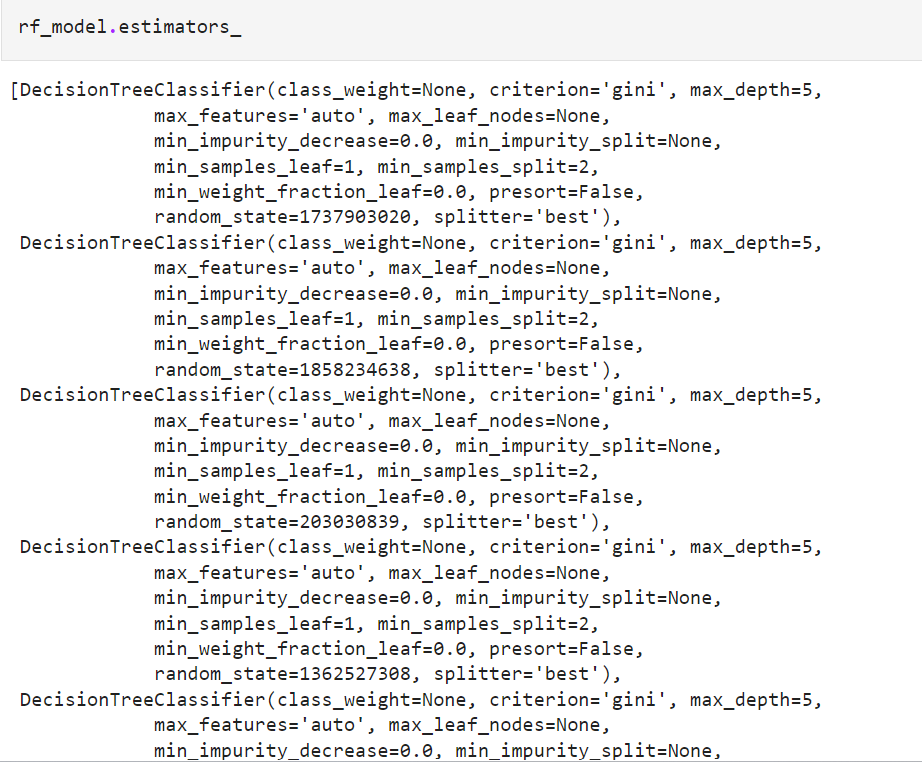 rf_model.estimators_
[DecisionTreeClassifier(class_weight=None, criterion='gini', max_depth=5,
max_features='auto', max_leaf_nodes=None,
min_impurity_decrease=0.0, min_impurity_split=None,
min_samples_leaf=1, min_samples_split=2,
min_weight_fraction_leaf=0.0, presort=False,
random_state=1737903020, splitter='best'),
DecisionTreeClassifier(class_weight=None, criterion='gini', max_depth=5,
max_features='auto', max_leaf_nodes=None,
min_impurity_decrease=0.0, min_impurity_split=None,
min_samples_leaf=1, min_samples_split=2,
min_weight_fraction_leaf=0.0, presort=False,
random_state=1858234638, splitter='best'),
DecisionTreeClassifier(class_weight=None, criterion='gini', max_depth=5,
max_features='auto', max_leaf_nodes=None,
min_impurity_decrease=0.0, min_impurity_split=None,
min_samples_leaf=1, min_samples_split=2,
min_weight_fraction_leaf=0.0, presort=False,
random_state=203030839, splitter='best'),
DecisionTreeClassifier(class_weight=None, criterion='gini', max_depth=5,
max_features='auto', max_leaf_nodes=None,
min_impurity_decrease=0.0, min_impurity_split=None,
min_samples_leaf=1, min_samples_split=2,
min_weight_fraction_leaf=0.0, presort=False,
random_state=1362527308, splitter='best'),
DecisionTreeClassifier(class_weight=None, criterion='gini', max_depth=5,
max_features='auto', max_leaf_nodes=None,
min_impurity_decrease=0.0, min_impurity_split=None,